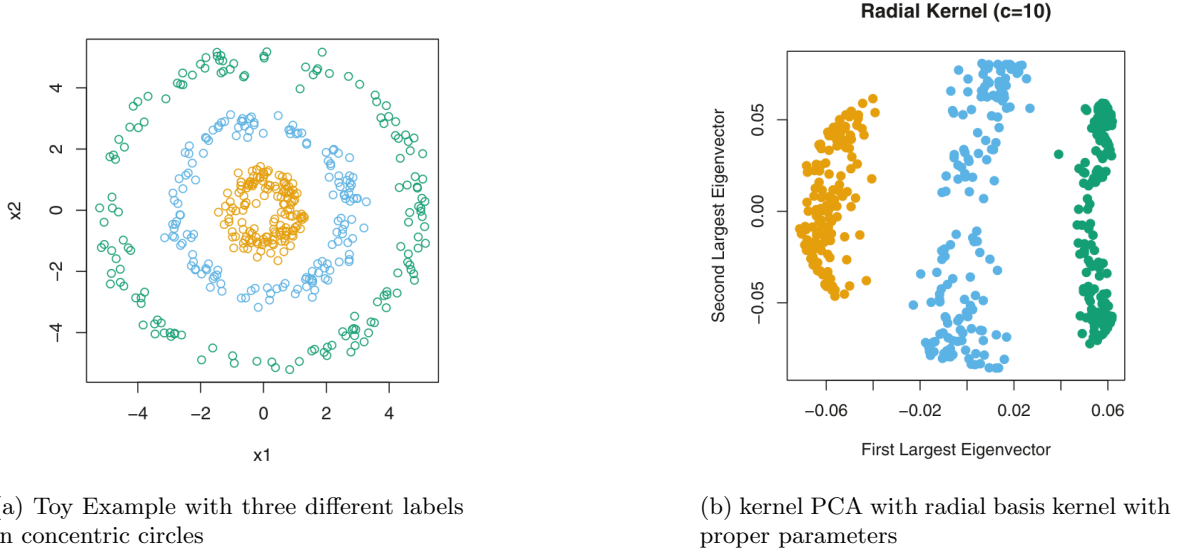 Radial Kernel (c=10)
x2
4
2
0
−2
−4
−4
−2
0
2
4
x1
Second Largest Eigenvector
0.05
0.00
−0.05
−0.06
−0.02
0.02
0.06
First Largest Eigenvector
a) Toy Example with three different labels
n concentric circles
(b) kernel PCA with radial basis kernel with
proper parameters